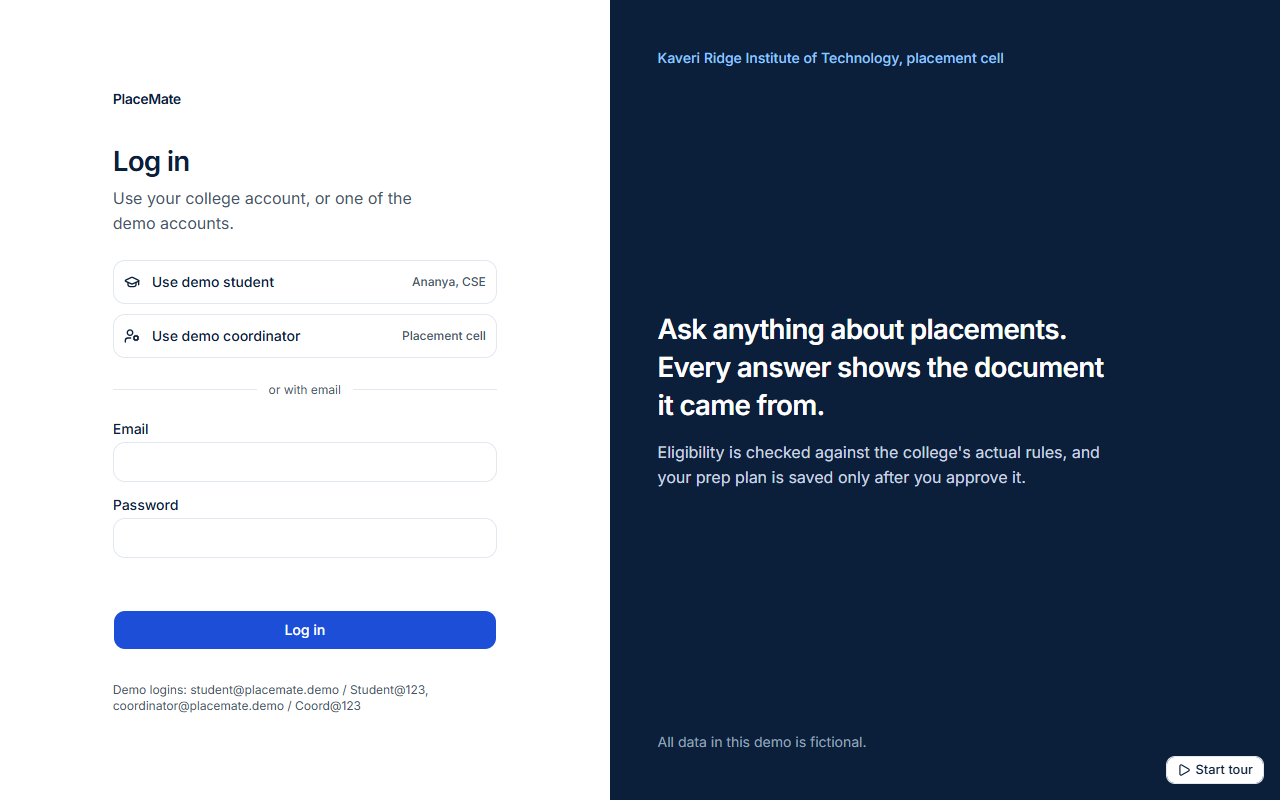 PlaceMate
Log in
Use your college account, or one of the
demo accounts.
Use demo student
Ananya, CSE
Use demo coordinator
Placement cell
or with email
Email
Password
Log in
Demo logins: student@placemate.demo / Student@123,
coordinator@placemate.demo / Coord@123
Kaveri Ridge Institute of Technology, placement cell
Ask anything about placements.
Every answer shows the document
it came from.
Eligibility is checked against the college's actual rules, and
your prep plan is saved only after you approve it.
All data in this demo is fictional.
Start tour